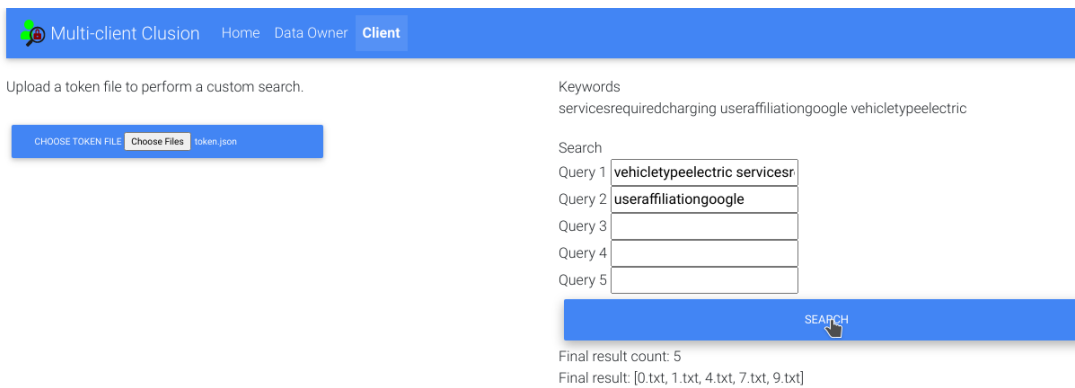 Multi-client Clusion Home Data Owner Client
Upload a token file to perform a custom search.
CHOOSE TOKEN FILE Choose Files token.json
Keywords
servicesrequiredcharging useraffiliationgoogle vehicletypeelectric
Search
Query 1 vehicletypeelectric servicesr
Query 2 useraffiliationgoogle
Query 3
Query 4
Query 5
SEARCH
Final result count: 5
Final result: [0.txt, 1.txt, 4.txt, 7.txt, 9.txt]